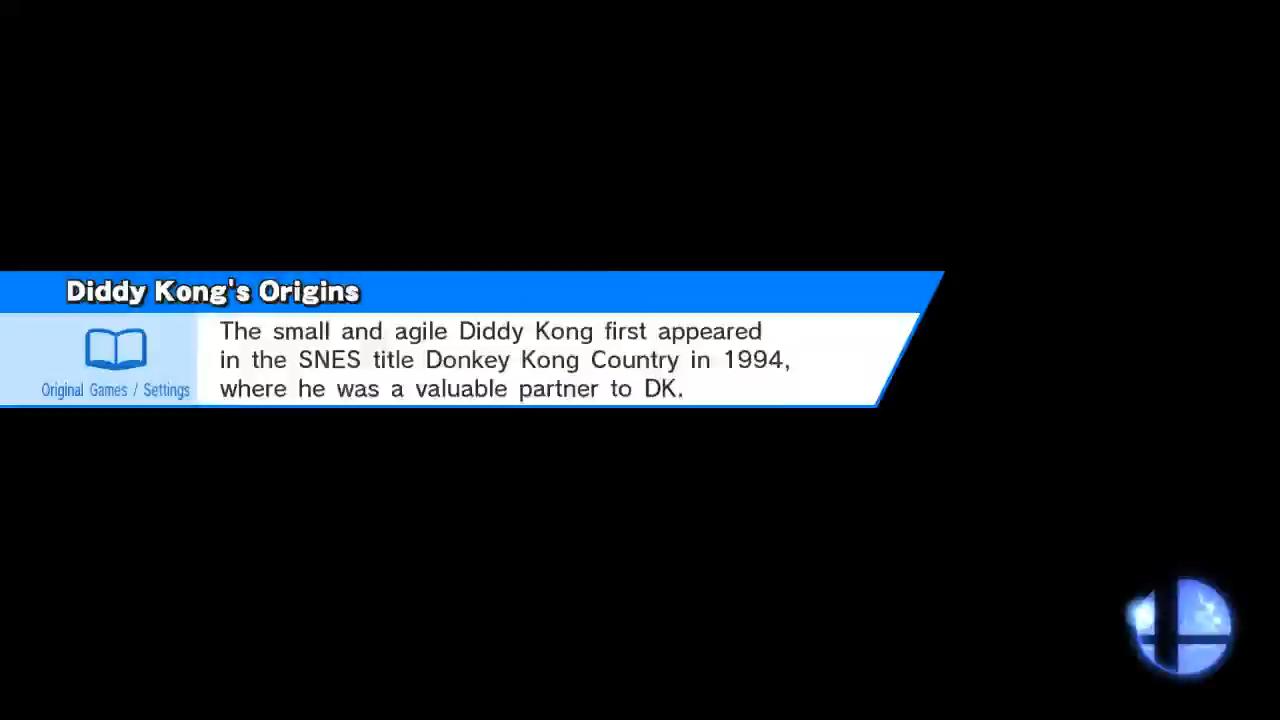 Diddy Kong's Origins
The small and agile Diddy Kong first appeared
in the SNES title Donkey Kong Country in 1994,
where he was a valuable partner to DK.
Original Games / Settings